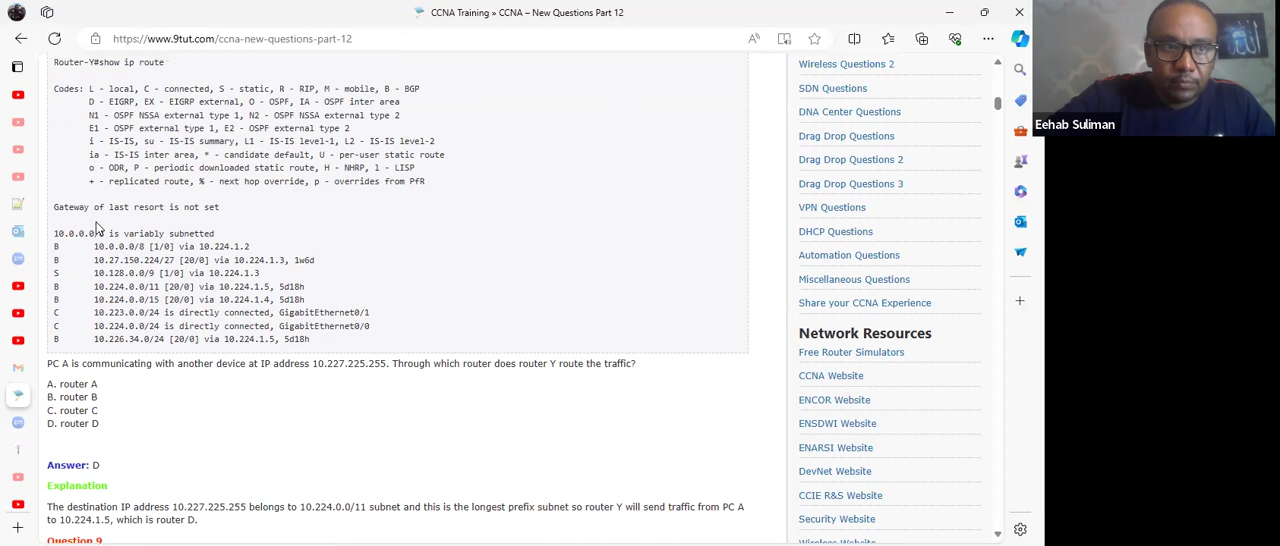 CCNA Training » CCNA – New Questions Part 12
https://www.9tut.com/ccna-new-questions-part-12
Router-Y#show ip route
Codes: L - local, C - connected, S - static, R - RIP, M - mobile, B - BGP
D - EIGRP, EX - EIGRP external, O - OSPF, IA - OSPF inter area
N1 - OSPF NSSA external type 1, N2 - OSPF NSSA external type 2
E1 - OSPF external type 1, E2 - OSPF external type 2
i - IS-IS, su - IS-IS summary, L1 - IS-IS level-1, L2 - IS-IS level-2
ia - IS-IS inter area, * - candidate default, U - per-user static route
o - ODR, P - periodic downloaded static route, H - NHRP, l - LISP
+ - replicated route, % - next hop override, p - overrides from PfR
Gateway of last resort is not set
10.0.0.0/8 is variably subnetted
B 10.0.0.0/8 [1/0] via 10.224.1.2
B 10.27.150.224/27 [20/0] via 10.224.1.3, 1w6d
S 10.128.0.0/9 [1/0] via 10.224.1.3
B 10.224.0.0/11 [20/0] via 10.224.1.5, 5d18h
B 10.224.0.0/15 [20/0] via 10.224.1.4, 5d18h
C 10.223.0.0/24 is directly connected, GigabitEthernet0/1
C 10.224.0.0/24 is directly connected, GigabitEthernet0/0
B 10.226.34.0/24 [20/0] via 10.224.1.5, 5d18h
PC A is communicating with another device at IP address 10.227.225.255. Through which router does router Y route the traffic?
A. router A
B. router B
C. router C
D. router D
Answer: D
Explanation
The destination IP address 10.227.225.255 belongs to 10.224.0.0/11 subnet and this is the longest prefix subnet so router Y will send traffic from PC A
to 10.224.1.5, which is router D.
Question 9
Wireless Questions 2
SDN Questions
DNA Center Questions
Drag Drop Questions
Drag Drop Questions 2
Drag Drop Questions 3
VPN Questions
DHCP Questions
Automation Questions
Miscellaneous Questions
Share your CCNA Experience
Network Resources
Free Router Simulators
CCNA Website
ENCOR Website
ENSDWI Website
ENARSI Website
DevNet Website
CCIE R&S Website
Security Website
Wireless Website
Eehab Suliman